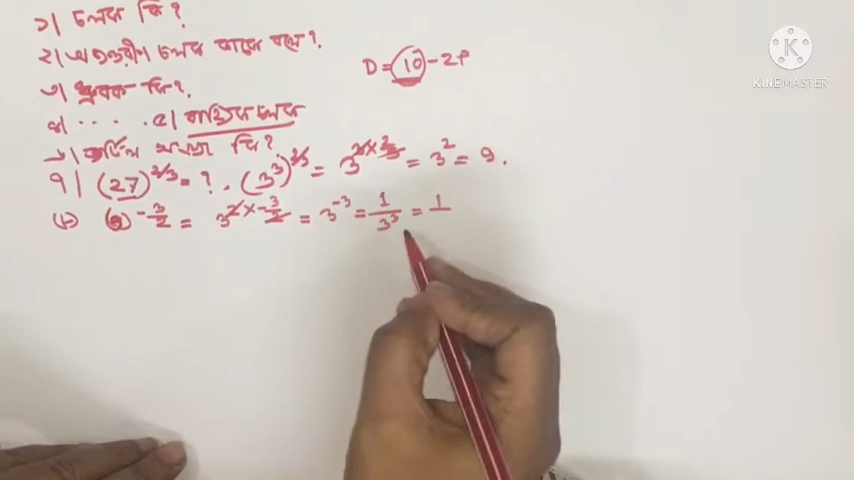 ১। চলক কি?
২। অন্তহীন চলক কাকে বলে?
D = 10 - 2P
৩। ধ্রুবক কি?
৪। ..... ৫। চলক
৬। কি?
৭। (27)^2/3 = ? . (3^3)^2/3 = 3^3×2/3 = 3^2 = 9.
(9)^-3/2 = 3^2×-3/2 = 3^-3 = 1/3^3 = 1
KINEMASTER